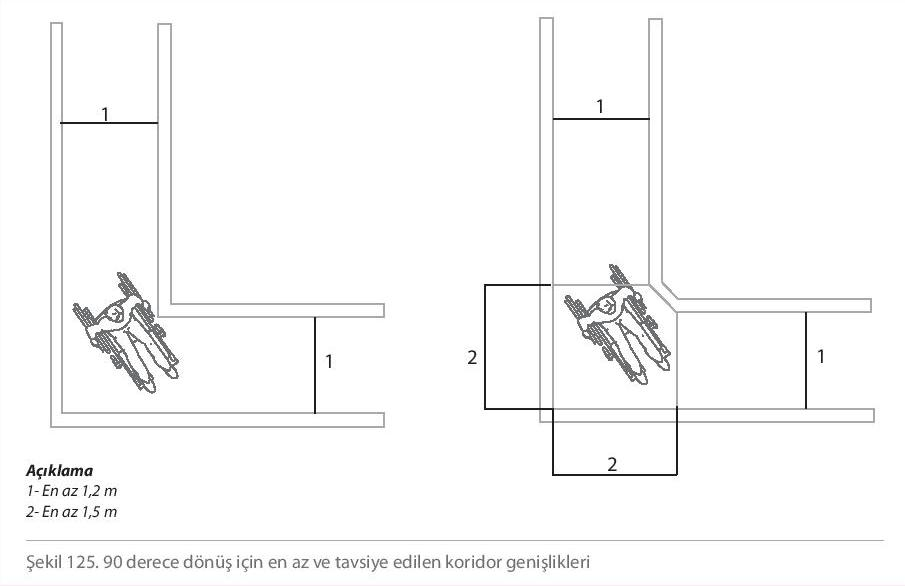 1
1
1
1
2
2
Açıklama
1- En az 1,2 m
2- En az 1,5 m
Şekil 125. 90 derece dönüş için en az ve tavsiye edilen koridor genişlikleri